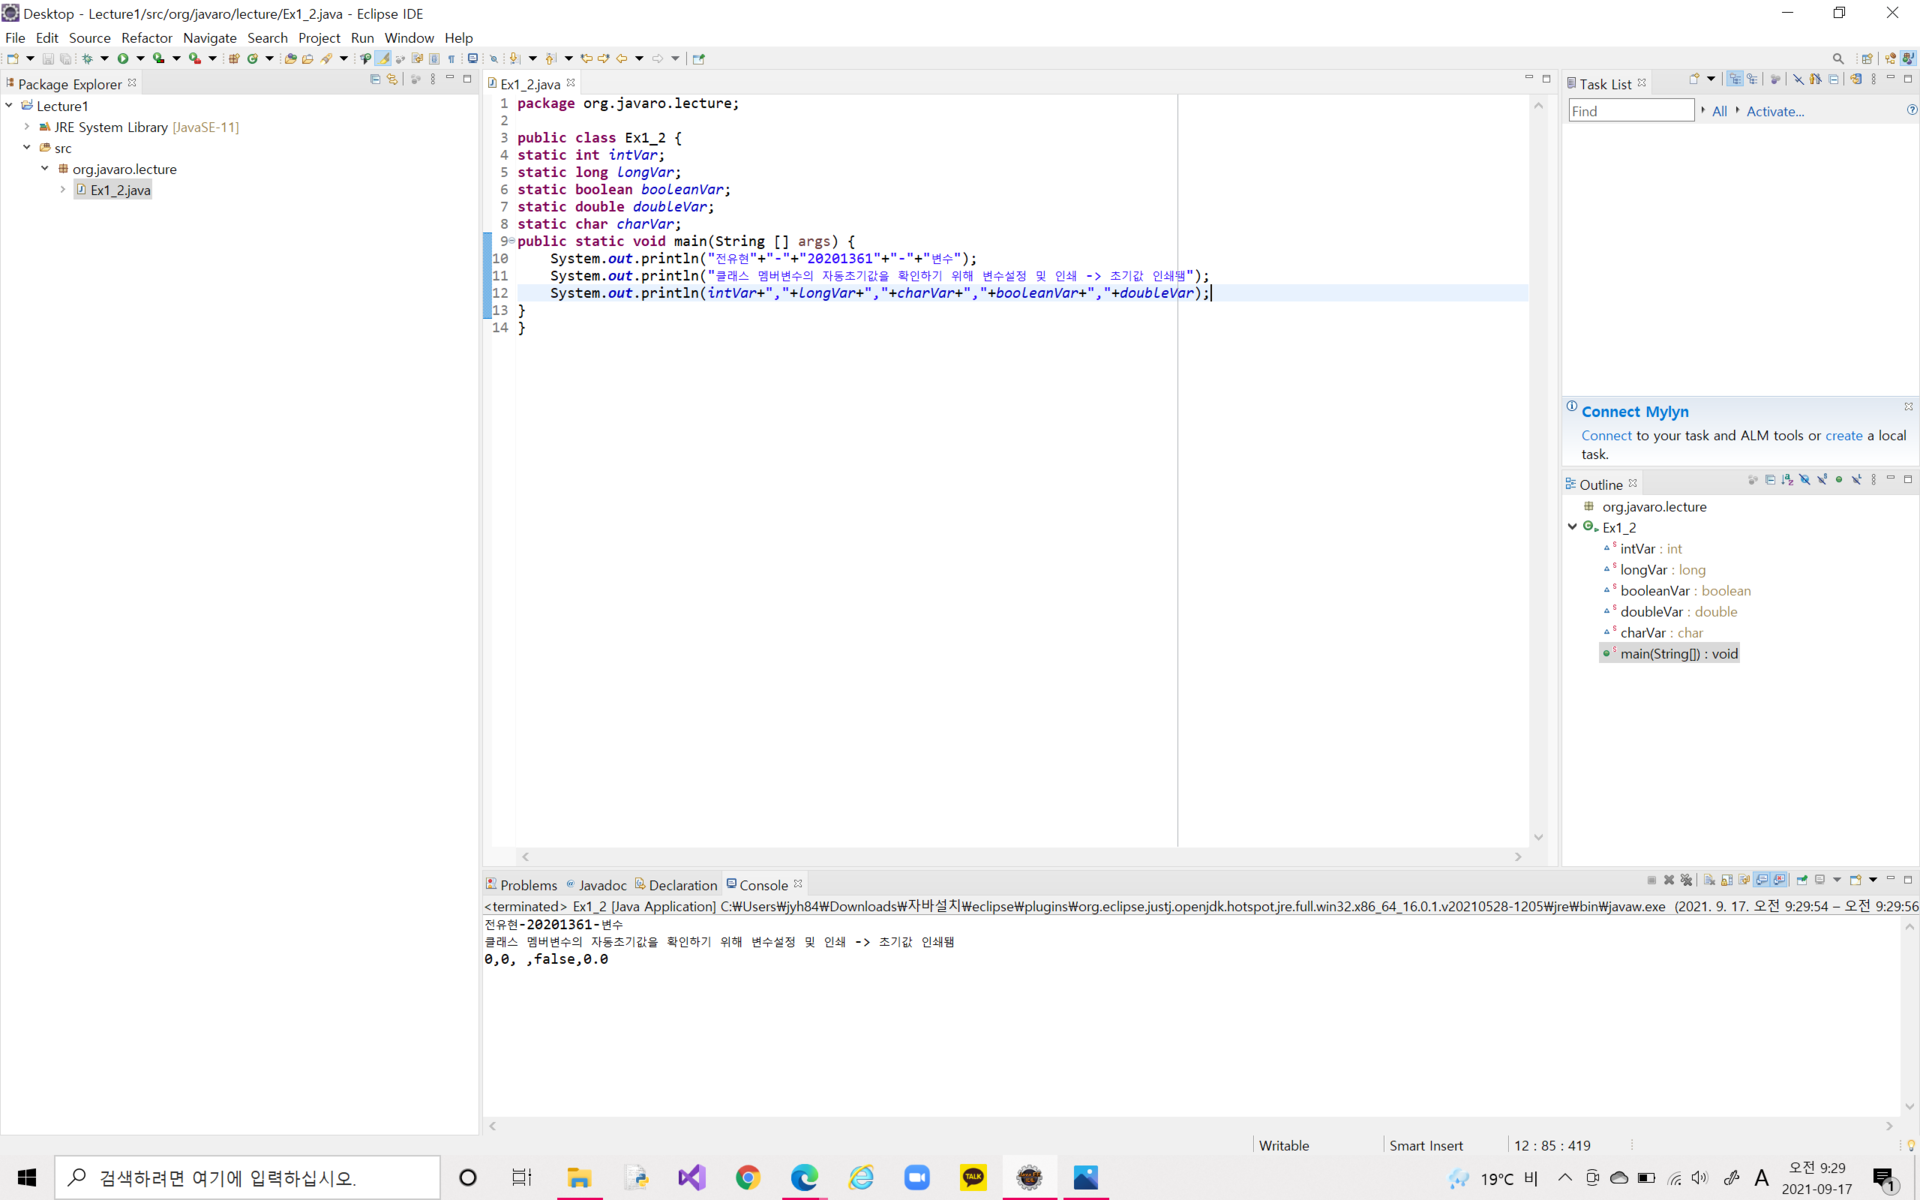 Desktop - Lecture1/src/org/javaro/lecture/Ex1_2.java - Eclipse IDE
File Edit Source Refactor Navigate Search Project Run Window Help
Package Explorer
Lecture1
JRE System Library [JavaSE-11]
src
org.javaro.lecture
Ex1_2.java
Ex1_2.java
1 package org.javaro.lecture;
2
3 public class Ex1_2 {
4 static int intVar;
5 static long longVar;
6 static boolean booleanVar;
7 static double doubleVar;
8 static char charVar;
9 public static void main(String [] args) {
10 System.out.println("전유현"+"-"+"20201361"+"-"+"변수");
11 System.out.println("클래스 멤버변수의 자동초기값을 확인하기 위해 변수설정 및 인쇄 -> 초기값 인쇄됌");
12 System.out.println(intVar+","+longVar+","+charVar+","+booleanVar+","+doubleVar);
13 }
14 }
Task List
Find All Activate...
Connect Mylyn
Connect to your task and ALM tools or create a local
task.
Outline
org.javaro.lecture
Ex1_2
intVar : int
longVar : long
booleanVar : boolean
doubleVar : double
charVar : char
main(String[]) : void
Problems Javadoc Declaration Console
<terminated> Ex1_2 [Java Application] C:₩Users₩jyh84₩Downloads₩자바설치₩eclipse₩plugins₩org.eclipse.justj.openjdk.hotspot.jre.full.win32.x86_64_16.0.1.v20210528-1205₩jre₩bin₩javaw.exe (2021. 9. 17. 오전 9:29:54 – 오전 9:29:56
전유현-20201361-변수
클래스 멤버변수의 자동초기값을 확인하기 위해 변수설정 및 인쇄 -> 초기값 인쇄됌
0,0, ,false,0.0
Writable Smart Insert 12 : 85 : 419
검색하려면 여기에 입력하십시오.
TALK
19°C 비
A
오전 9:29
2021-09-17
1